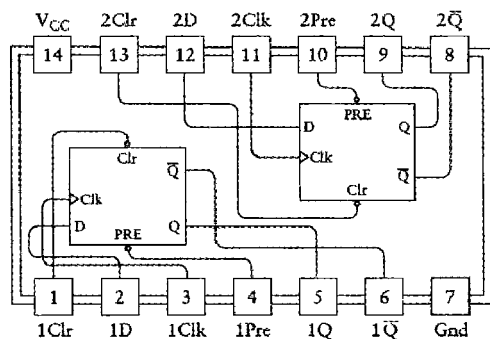 V_CC 2Clr 2D 2Clk 2Pre 2Q 2Q̅
14 13 12 11 10 9 8
PRE
D Q
Clk
Q̅
Clr
Clr
Q̅
Clk
D Q
PRE
1 2 3 4 5 6 7
1Clr 1D 1Clk 1Pre 1Q 1Q̅ Gnd